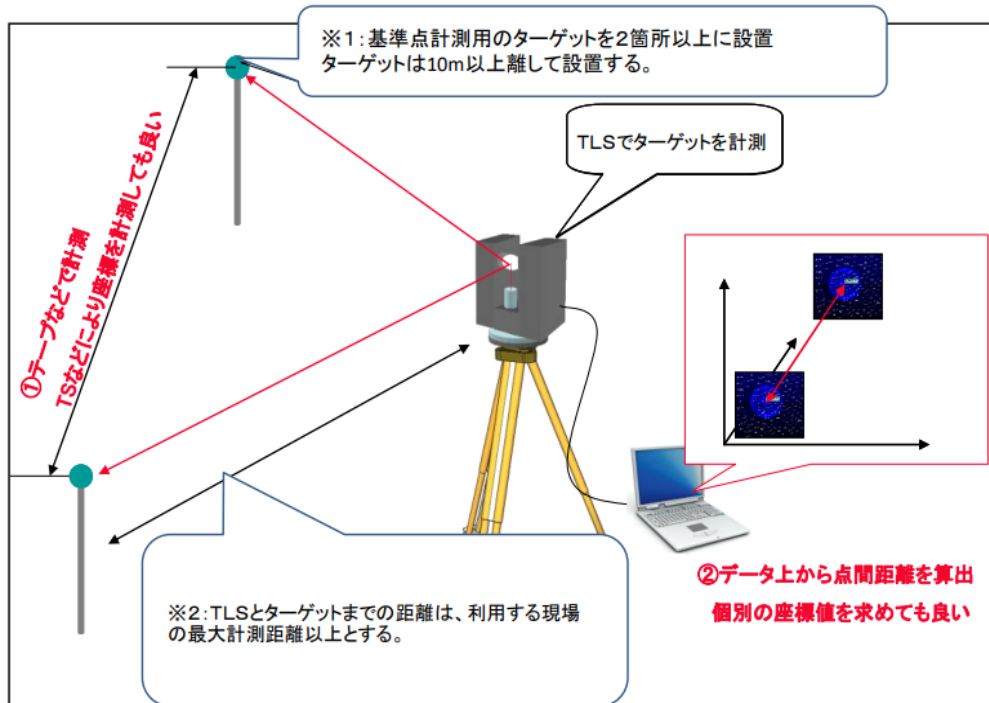 ※1：基準点計測用のターゲットを2箇所以上に設置
ターゲットは10m以上離して設置する。
TLSでターゲットを計測
①テープなどで計測
TSなどにより座標を計測しても良い
※2：TLSとターゲットまでの距離は、利用する現場
の最大計測距離以上とする。
②データ上から点間距離を算出
個別の座標値を求めても良い